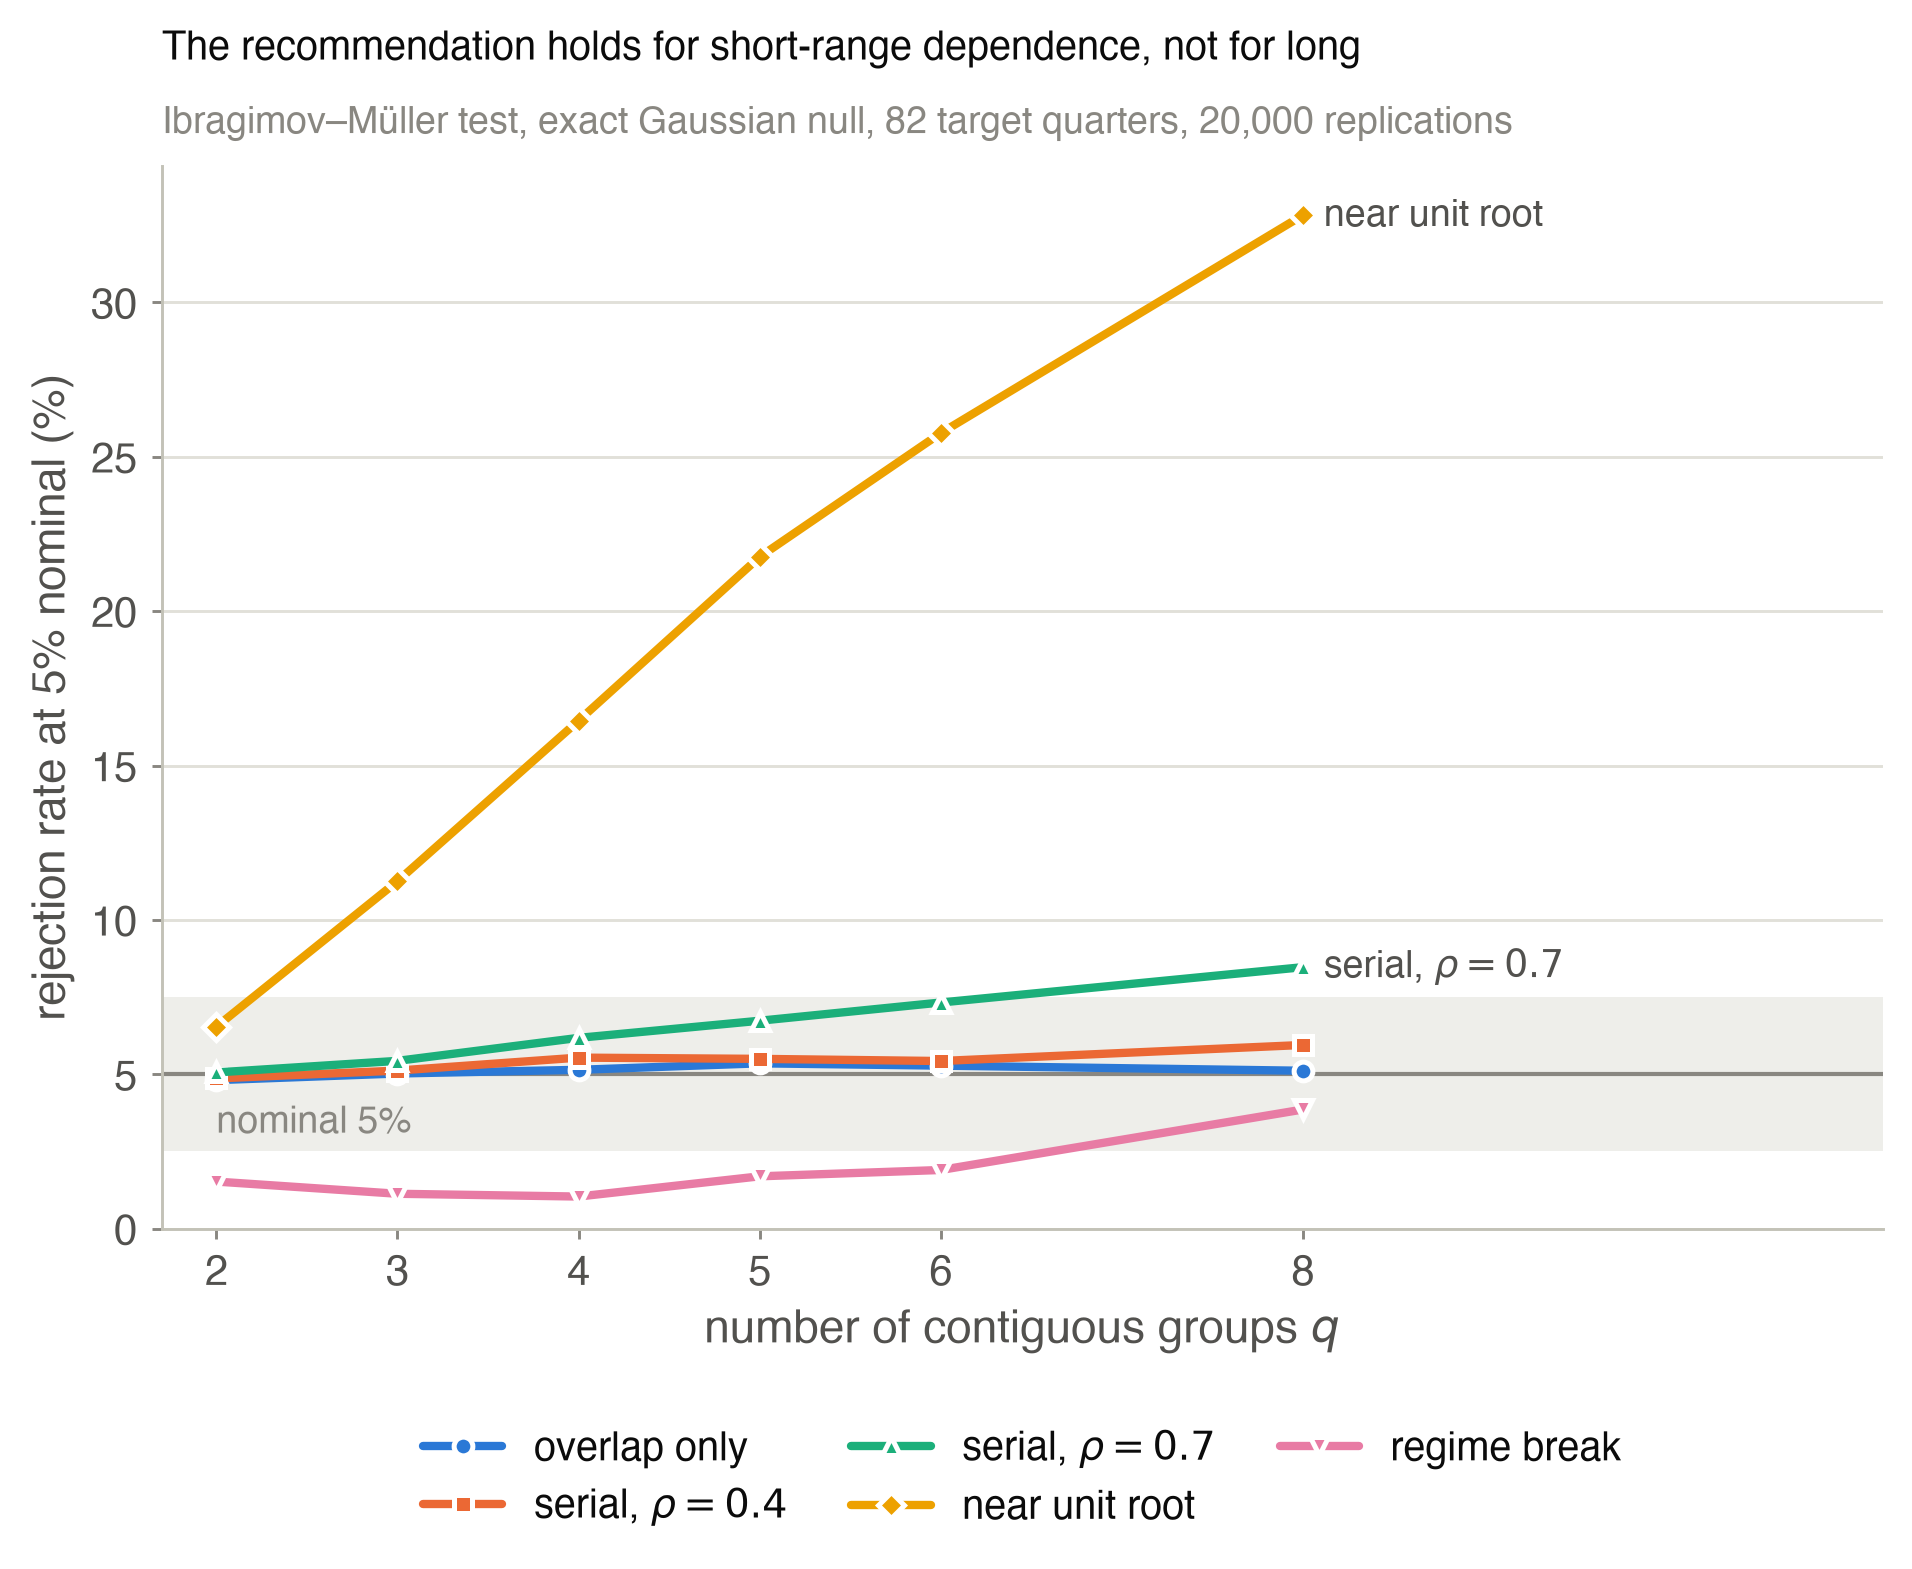 The recommendation holds for short-range dependence, not for long
Ibragimov–Müller test, exact Gaussian null, 82 target quarters, 20,000 replications
rejection rate at 5% nominal (%)
30
25
20
15
10
5
0
near unit root
serial, ρ = 0.7
nominal 5%
2 3 4 5 6 8
number of contiguous groups q
overlap only
serial, ρ = 0.4
serial, ρ = 0.7
near unit root
regime break